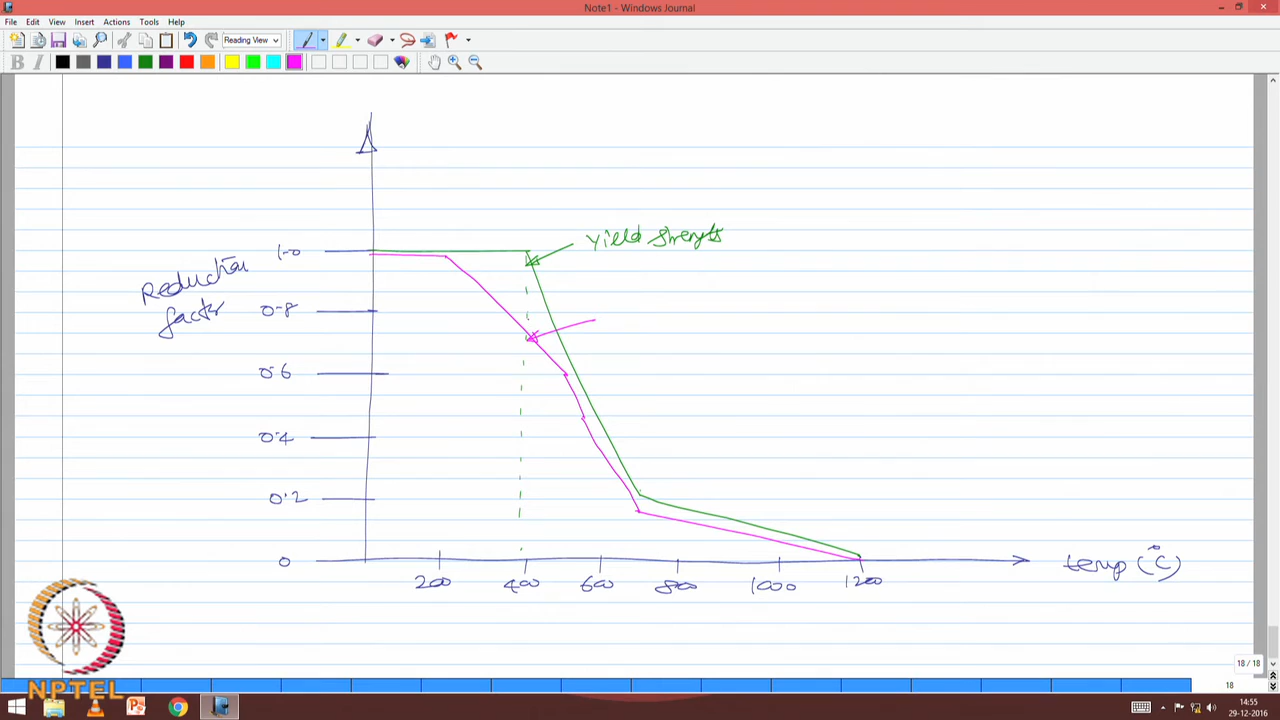 Note1 - Windows Journal
File Edit View Insert Actions Tools Help
Reading View
B I
Yield Strength
1.0
Reduction
factor
0.8
0.6
0.4
0.2
0
temp (°C)
200 400 600 800 1000 1200
18 / 18
18
NPTEL
14:55
29-12-2016